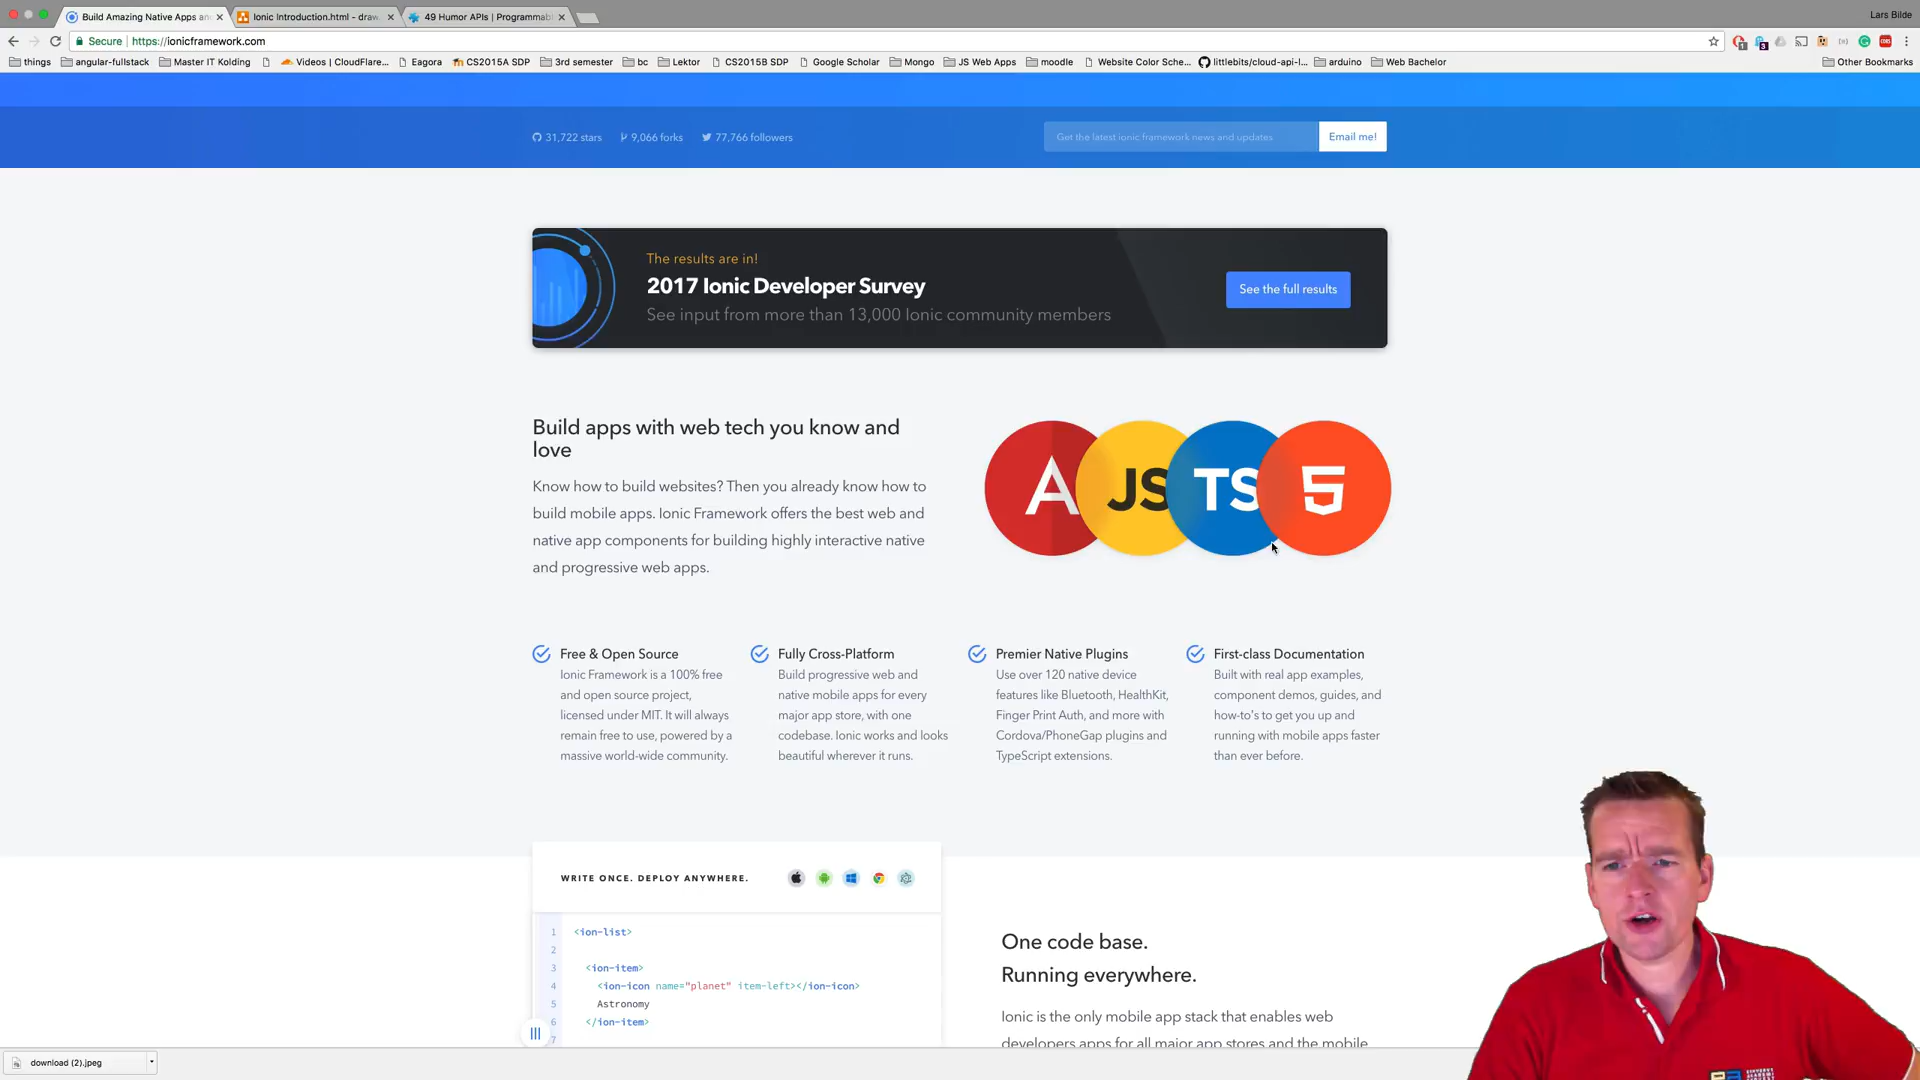 Build Amazing Native Apps an
Ionic Introduction.html - draw
49 Humor APIs | Programmabl
Lars Bilde
Secure
https://ionicframework.com
things
angular-fullstack
Master IT Kolding
Videos | CloudFlare...
Eagora
CS2015A SDP
3rd semester
bc
Lektor
CS2015B SDP
Google Scholar
Mongo
JS Web Apps
moodle
Website Color Sche...
littlebits/cloud-api-l...
arduino
Web Bachelor
Other Bookmarks
31,722 stars
9,066 forks
77,766 followers
Get the latest ionic framework news and updates
Email me!
The results are in!
2017 Ionic Developer Survey
See input from more than 13,000 Ionic community members
See the full results
Build apps with web tech you know and
love
Know how to build websites? Then you already know how to
build mobile apps. Ionic Framework offers the best web and
native app components for building highly interactive native
and progressive web apps.
A
JS
TS
5
Free & Open Source
Ionic Framework is a 100% free
and open source project,
licensed under MIT. It will always
remain free to use, powered by a
massive world-wide community.
Fully Cross-Platform
Build progressive web and
native mobile apps for every
major app store, with one
codebase. Ionic works and looks
beautiful wherever it runs.
Premier Native Plugins
Use over 120 native device
features like Bluetooth, HealthKit,
Finger Print Auth, and more with
Cordova/PhoneGap plugins and
TypeScript extensions.
First-class Documentation
Built with real app examples,
component demos, guides, and
how-to's to get you up and
running with mobile apps faster
than ever before.
WRITE ONCE. DEPLOY ANYWHERE.
1 <ion-list>
2
3 <ion-item>
4 <ion-icon name="planet" item-left></ion-icon>
5 Astronomy
6 </ion-item>
7
One code base.
Running everywhere.
Ionic is the only mobile app stack that enables web
developers apps for all major app stores and the mobile
download (2).jpeg